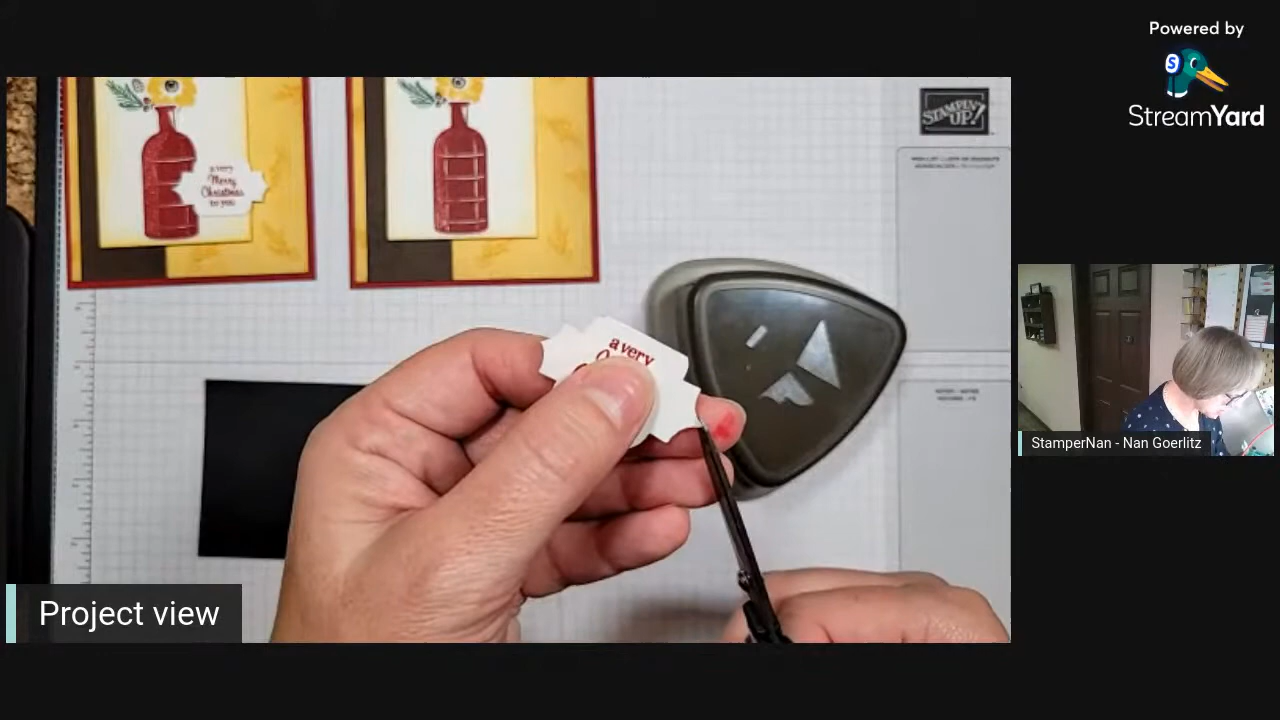 Powered by
S
StreamYard
STAMPIN'
UP!
a very
Merry
Christmas
to you
a very
StamperNan - Nan Goerlitz
Project view